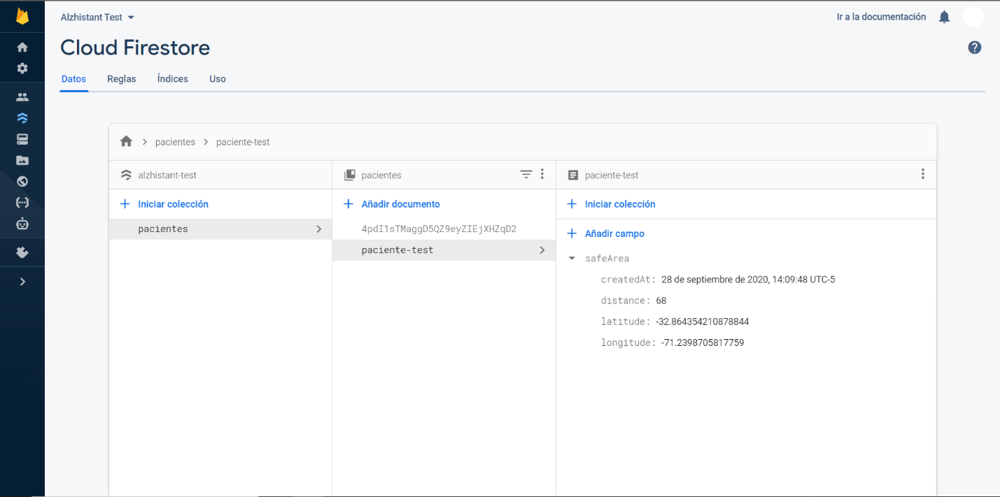 Alzhistant Test
Ir a la documentación
Cloud Firestore
Datos Reglas Índices Uso
pacientes paciente-test
alzhistant-test
Iniciar colección
pacientes
pacientes
Añadir documento
4pdI1sTMaggD5QZ9eyZIEjXHZqD2
paciente-test
paciente-test
Iniciar colección
Añadir campo
safeArea
createdAt: 28 de septiembre de 2020, 14:09:48 UTC-5
distance: 68
latitude: -32.864354210878844
longitude: -71.2398705817759